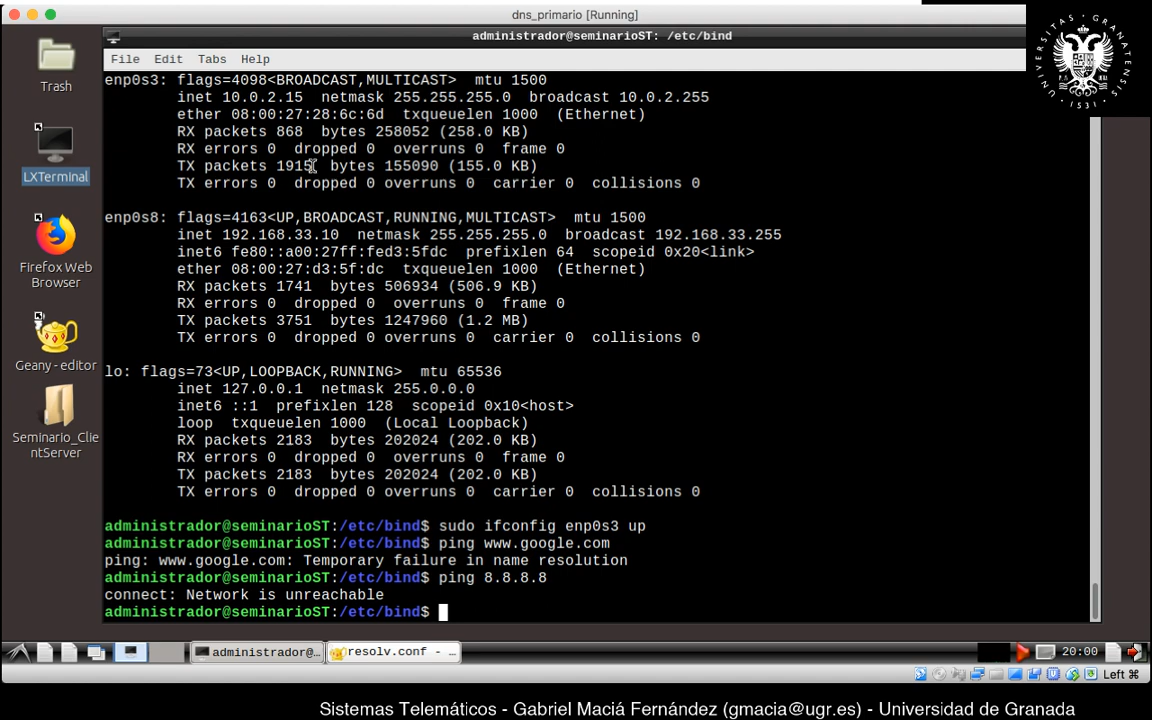 dns_primario [Running]
administrador@seminarioST: /etc/bind
File Edit Tabs Help
enp0s3: flags=4098<BROADCAST,MULTICAST> mtu 1500
inet 10.0.2.15 netmask 255.255.255.0 broadcast 10.0.2.255
ether 08:00:27:28:6c:6d txqueuelen 1000 (Ethernet)
RX packets 868 bytes 258052 (258.0 KB)
RX errors 0 dropped 0 overruns 0 frame 0
TX packets 1915 bytes 155090 (155.0 KB)
TX errors 0 dropped 0 overruns 0 carrier 0 collisions 0
enp0s8: flags=4163<UP,BROADCAST,RUNNING,MULTICAST> mtu 1500
inet 192.168.33.10 netmask 255.255.255.0 broadcast 192.168.33.255
inet6 fe80::a00:27ff:fed3:5fdc prefixlen 64 scopeid 0x20<link>
ether 08:00:27:d3:5f:dc txqueuelen 1000 (Ethernet)
RX packets 1741 bytes 506934 (506.9 KB)
RX errors 0 dropped 0 overruns 0 frame 0
TX packets 3751 bytes 1247960 (1.2 MB)
TX errors 0 dropped 0 overruns 0 carrier 0 collisions 0
lo: flags=73<UP,LOOPBACK,RUNNING> mtu 65536
inet 127.0.0.1 netmask 255.0.0.0
inet6 ::1 prefixlen 128 scopeid 0x10<host>
loop txqueuelen 1000 (Local Loopback)
RX packets 2183 bytes 202024 (202.0 KB)
RX errors 0 dropped 0 overruns 0 frame 0
TX packets 2183 bytes 202024 (202.0 KB)
TX errors 0 dropped 0 overruns 0 carrier 0 collisions 0
administrador@seminarioST:/etc/bind$ sudo ifconfig enp0s3 up
administrador@seminarioST:/etc/bind$ ping www.google.com
ping: www.google.com: Temporary failure in name resolution
administrador@seminarioST:/etc/bind$ ping 8.8.8.8
connect: Network is unreachable
administrador@seminarioST:/etc/bind$
Trash
LXTerminal
Firefox Web
Browser
Geany - editor
Seminario_Clie
ntServer
administrador@... resolv.conf - ... 20:00
Left ⌘
UNIVERSITAS GRANATENSIS
1531
Sistemas Telemáticos - Gabriel Maciá Fernández (gmacia@ugr.es) - Universidad de Granada